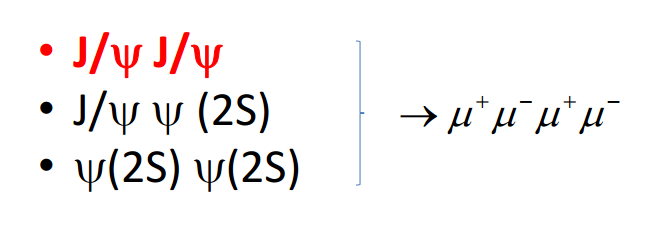 • J/ψ J/ψ
• J/ψ ψ (2S)
• ψ(2S) ψ(2S)
→ μ⁺μ⁻μ⁺μ⁻